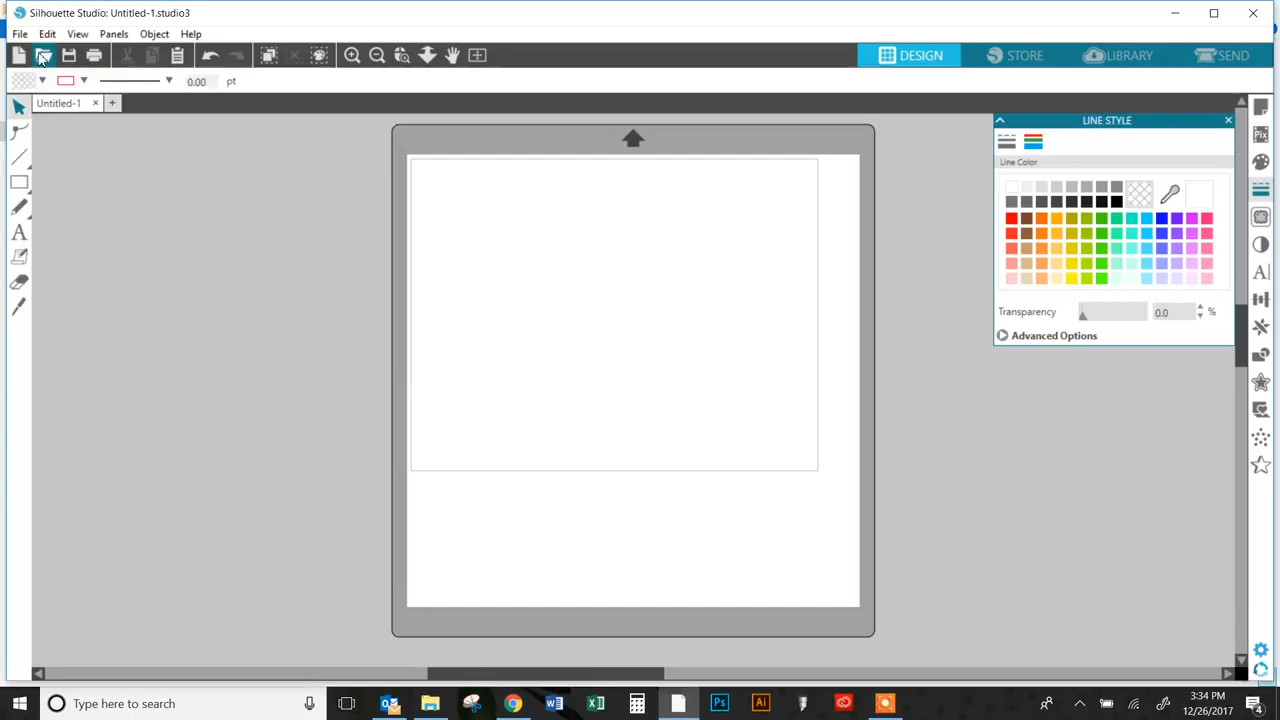 Silhouette Studio: Untitled-1.studio3
File Edit View Panels Object Help
DESIGN STORE LIBRARY SEND
0.00 pt
Untitled-1
LINE STYLE
Line Color
Transparency 0.0 %
Advanced Options
Type here to search
Ps Ai
3:34 PM
12/26/2017